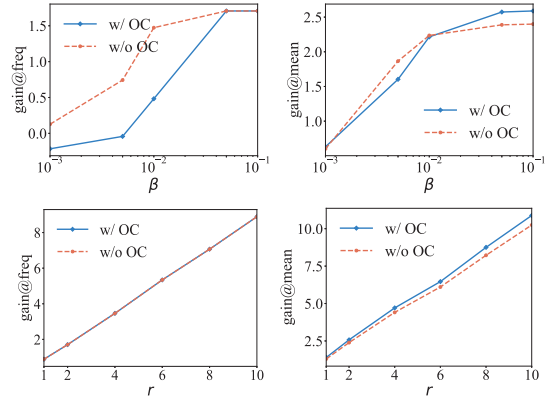 gain@freq
1.5
1.0
0.5
0.0
w/ OC
w/o OC
10⁻³
10⁻²
10⁻¹
β
gain@mean
2.5
2.0
1.5
1.0
w/ OC
w/o OC
10⁻³
10⁻²
10⁻¹
β
gain@freq
8
6
4
2
w/ OC
w/o OC
1 2 4 6 8 10
r
gain@mean
10.0
7.5
5.0
2.5
w/ OC
w/o OC
1 2 4 6 8 10
r